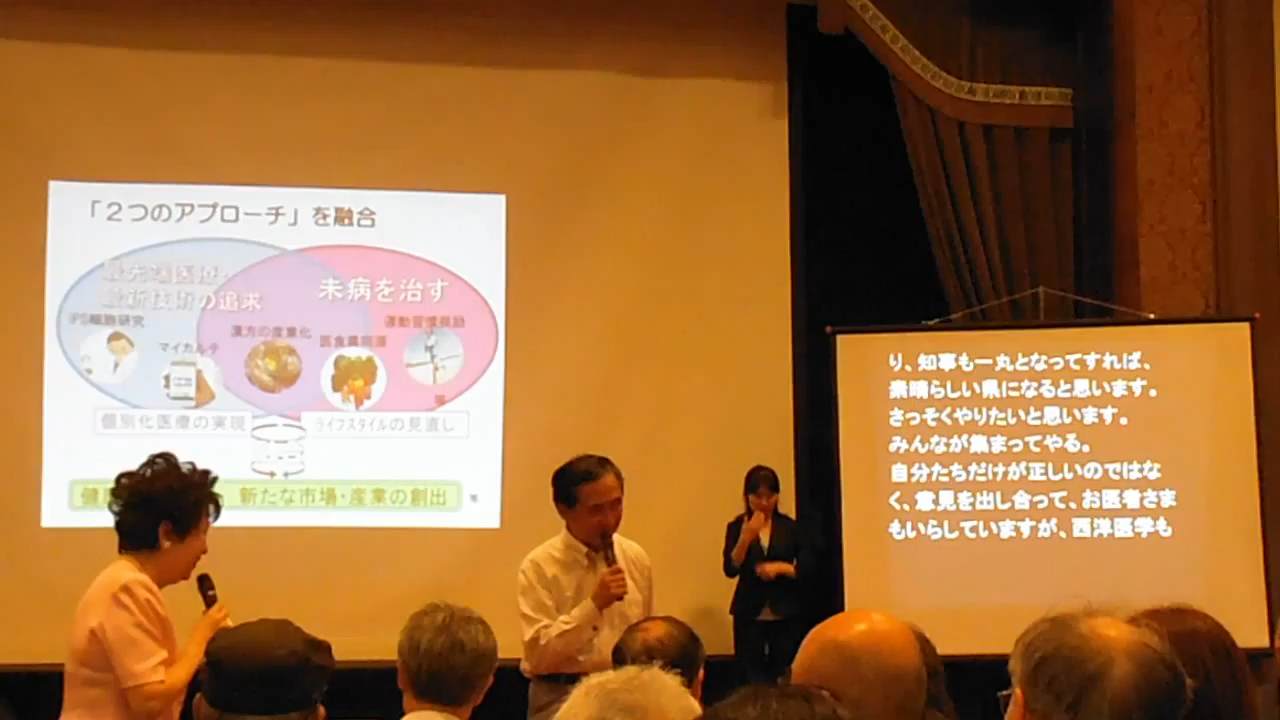 「2つのアプローチ」を融合
最先端医療・
最新技術の追求
未病を治す
iPS細胞研究
マイカルテ
漢方の産業化
医食農同源
運動習慣奨励
個別化医療の実現
ライフスタイルの見直し
健
新たな市場・産業の創出
等
り、知事も一丸となってすれば、
素晴らしい県になると思います。
さっそくやりたいと思います。
みんなが集まってやる。
自分たちだけが正しいのではな
く、意見を出し合って、お医者さま
もいらしていますが、西洋医学も